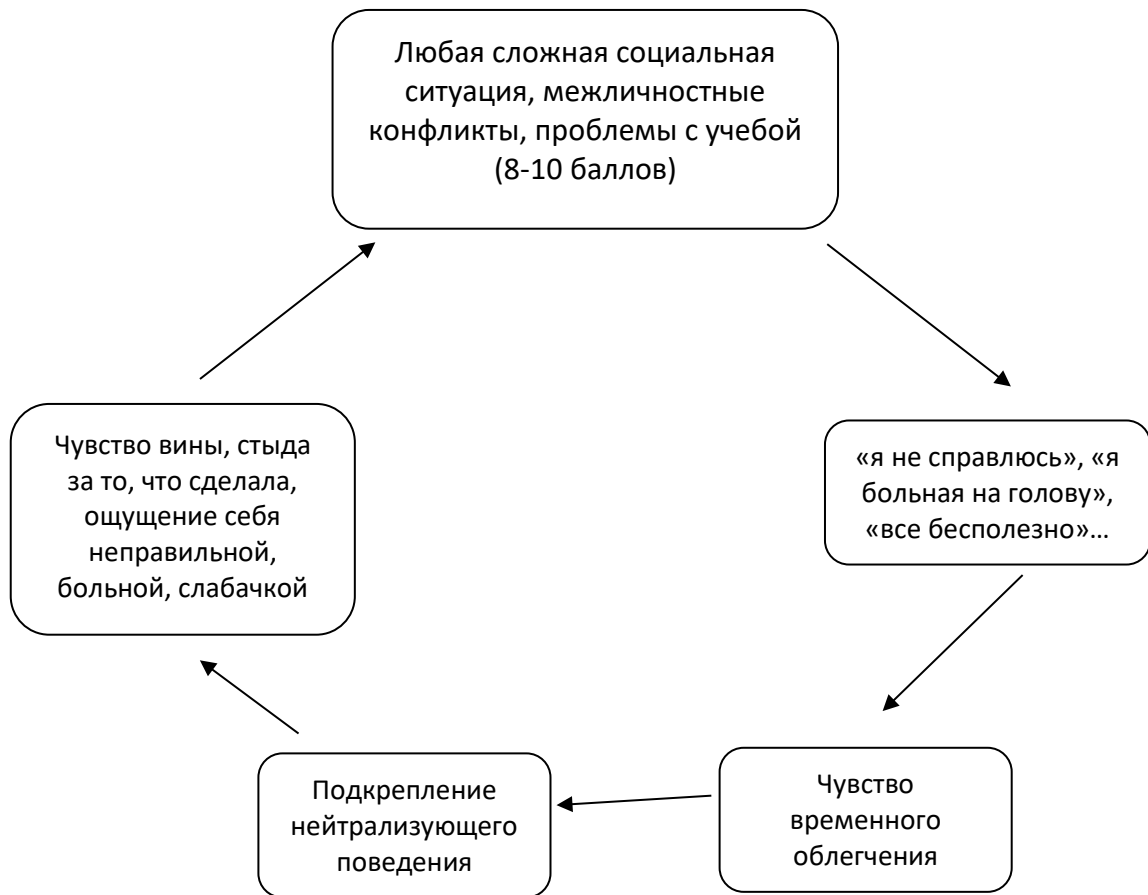 Любая сложная социальная
ситуация, межличностные
конфликты, проблемы с учебой
(8-10 баллов)
«я не справлюсь», «я
больная на голову»,
«все бесполезно»…
Чувство
временного
облегчения
Подкрепление
нейтрализующего
поведения
Чувство вины, стыда
за то, что сделала,
ощущение себя
неправильной,
больной, слабачкой